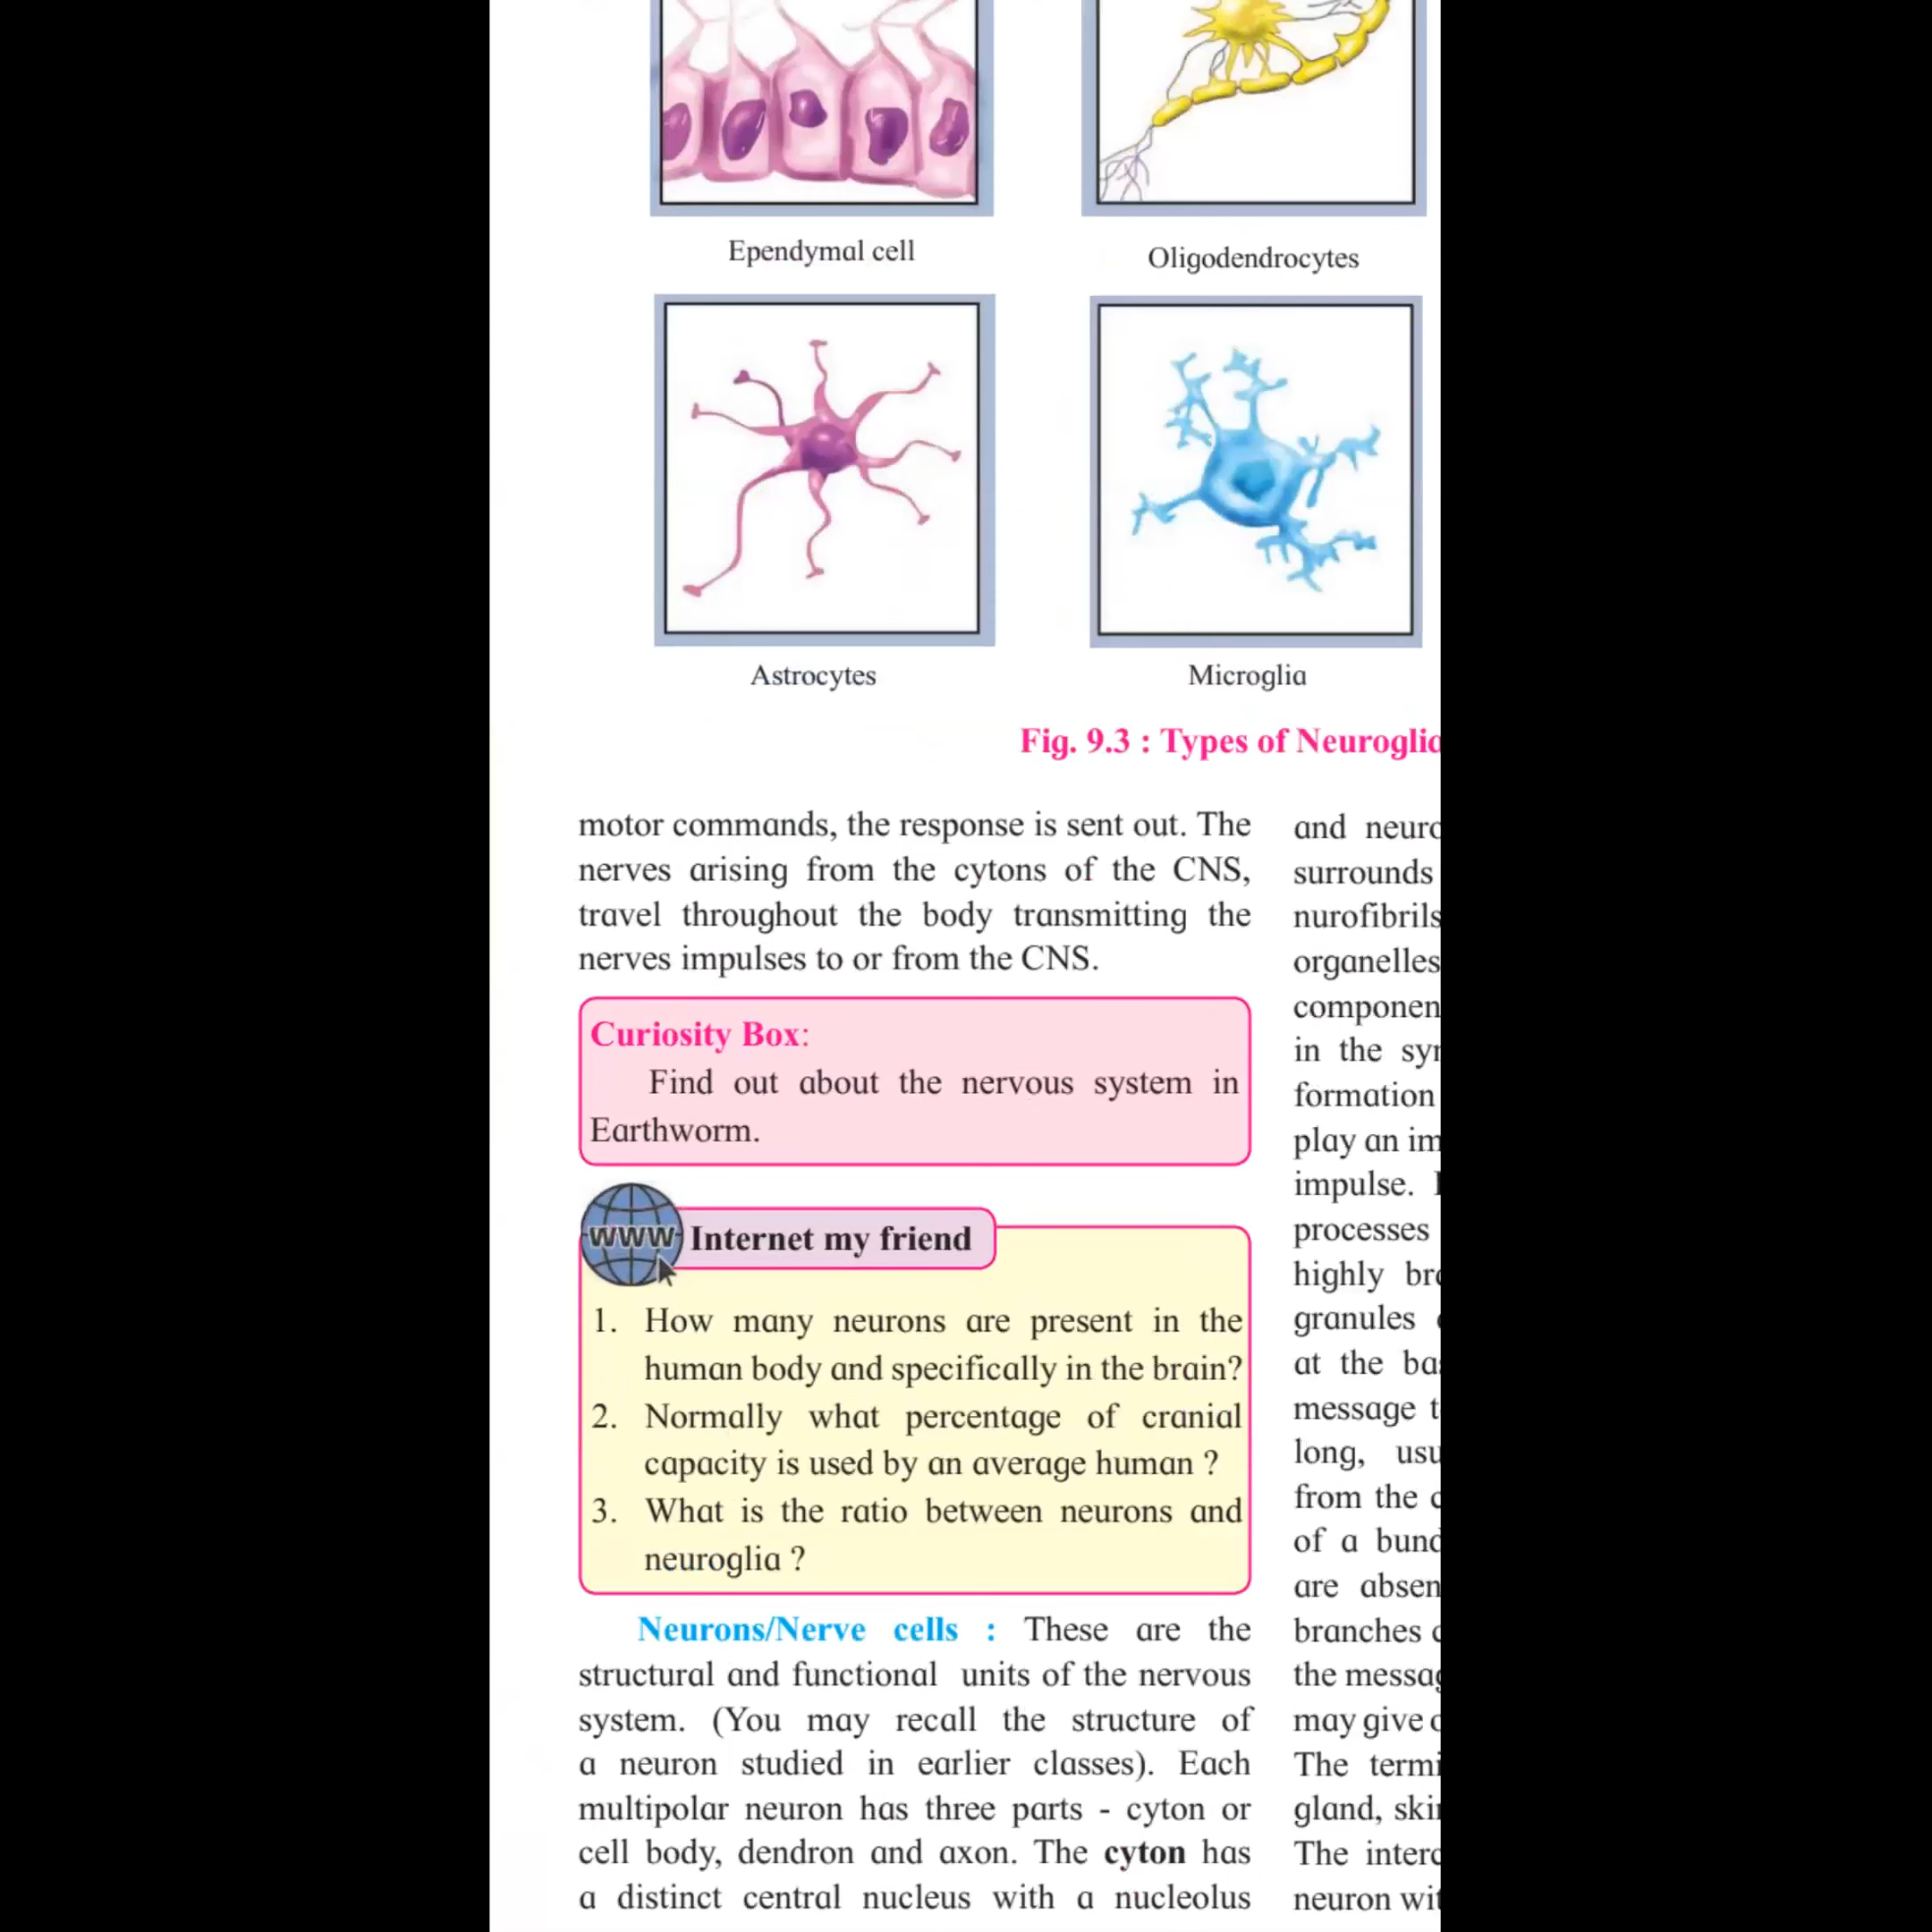 Ependymal cell
Oligodendrocytes
Astrocytes
Microglia
Fig. 9.3 : Types of
motor commands, the response is sent out. The
nerves arising from the cytons of the CNS,
travel throughout the body transmitting the
nerves impulses to or from the CNS.
Curiosity Box:
Find out about the nervous system in
Earthworm.
WWW Internet my friend
1. How many neurons are present in the
human body and specifically in the brain?
2. Normally what percentage of cranial
capacity is used by an average human ?
3. What is the ratio between neurons and
neuroglia ?
Neurons/Nerve cells : These are the
structural and functional units of the nervous
system. (You may recall the structure of
a neuron studied in earlier classes). Each
multipolar neuron has three parts - cyton or
cell body, dendron and axon. The cyton has
a distinct central nucleus with a nucleolus
and
surrounds
nurofibrils
organelles
in the
formation
play an
impulse.
processes
highly
granules
at the
message
long,
from the
of a
are
branches
the
may give
The
gland,
The
neuron